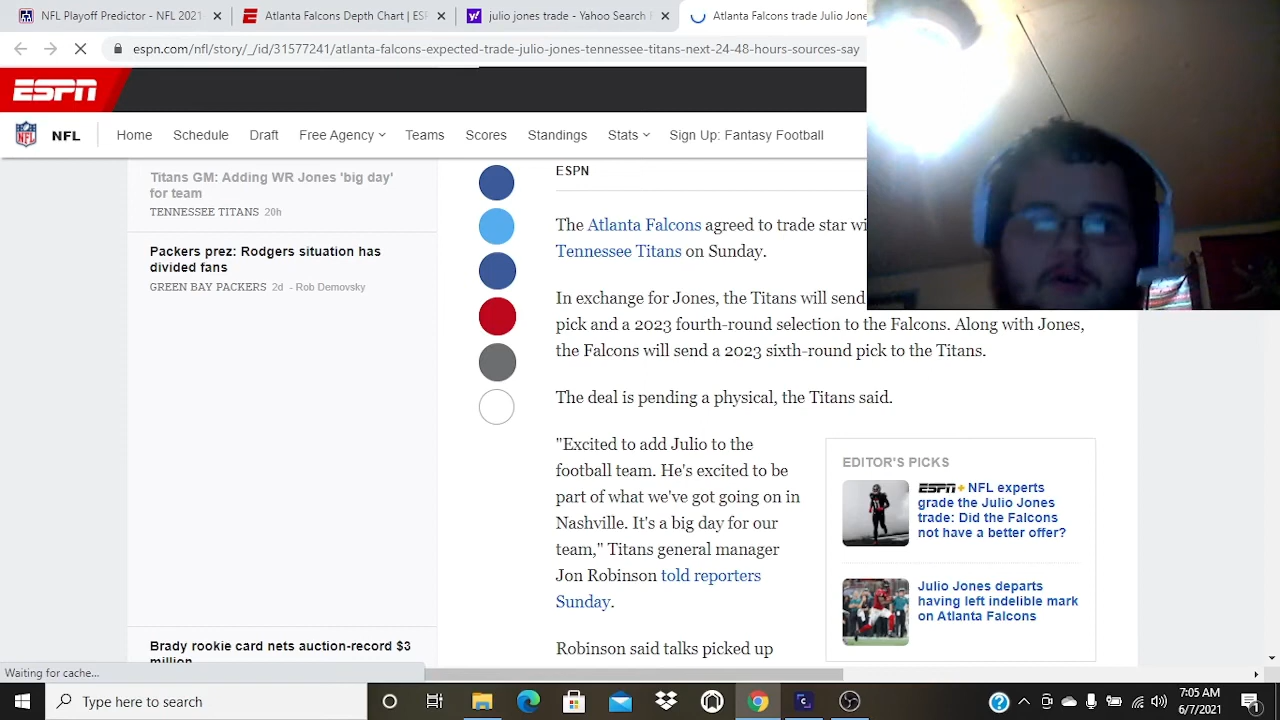 NFL Playoff Predictor - NFL 2021
Atlanta Falcons Depth Chart | ES
julio jones trade - Yahoo Search
Atlanta Falcons trade Julio Jone
espn.com/nfl/story/_/id/31577241/atlanta-falcons-expected-trade-julio-jones-tennessee-titans-next-24-48-hours-sources-say
ESPN
NFL Home Schedule Draft Free Agency Teams Scores Standings Stats Sign Up: Fantasy Football
Titans GM: Adding WR Jones 'big day'
for team
TENNESSEE TITANS 20h
Packers prez: Rodgers situation has
divided fans
GREEN BAY PACKERS 2d - Rob Demovsky
Brady rookie card nets auction-record $3
million
ESPN
The Atlanta Falcons agreed to trade star wi
Tennessee Titans on Sunday.
In exchange for Jones, the Titans will send
pick and a 2023 fourth-round selection to the Falcons. Along with Jones,
the Falcons will send a 2023 sixth-round pick to the Titans.
The deal is pending a physical, the Titans said.
"Excited to add Julio to the
football team. He's excited to be
part of what we've got going on in
Nashville. It's a big day for our
team," Titans general manager
Jon Robinson told reporters
Sunday.
Robinson said talks picked up
EDITOR'S PICKS
ESPN+ NFL experts
grade the Julio Jones
trade: Did the Falcons
not have a better offer?
Julio Jones departs
having left indelible mark
on Atlanta Falcons
Waiting for cache...
Type here to search
7:05 AM
6/7/2021
1